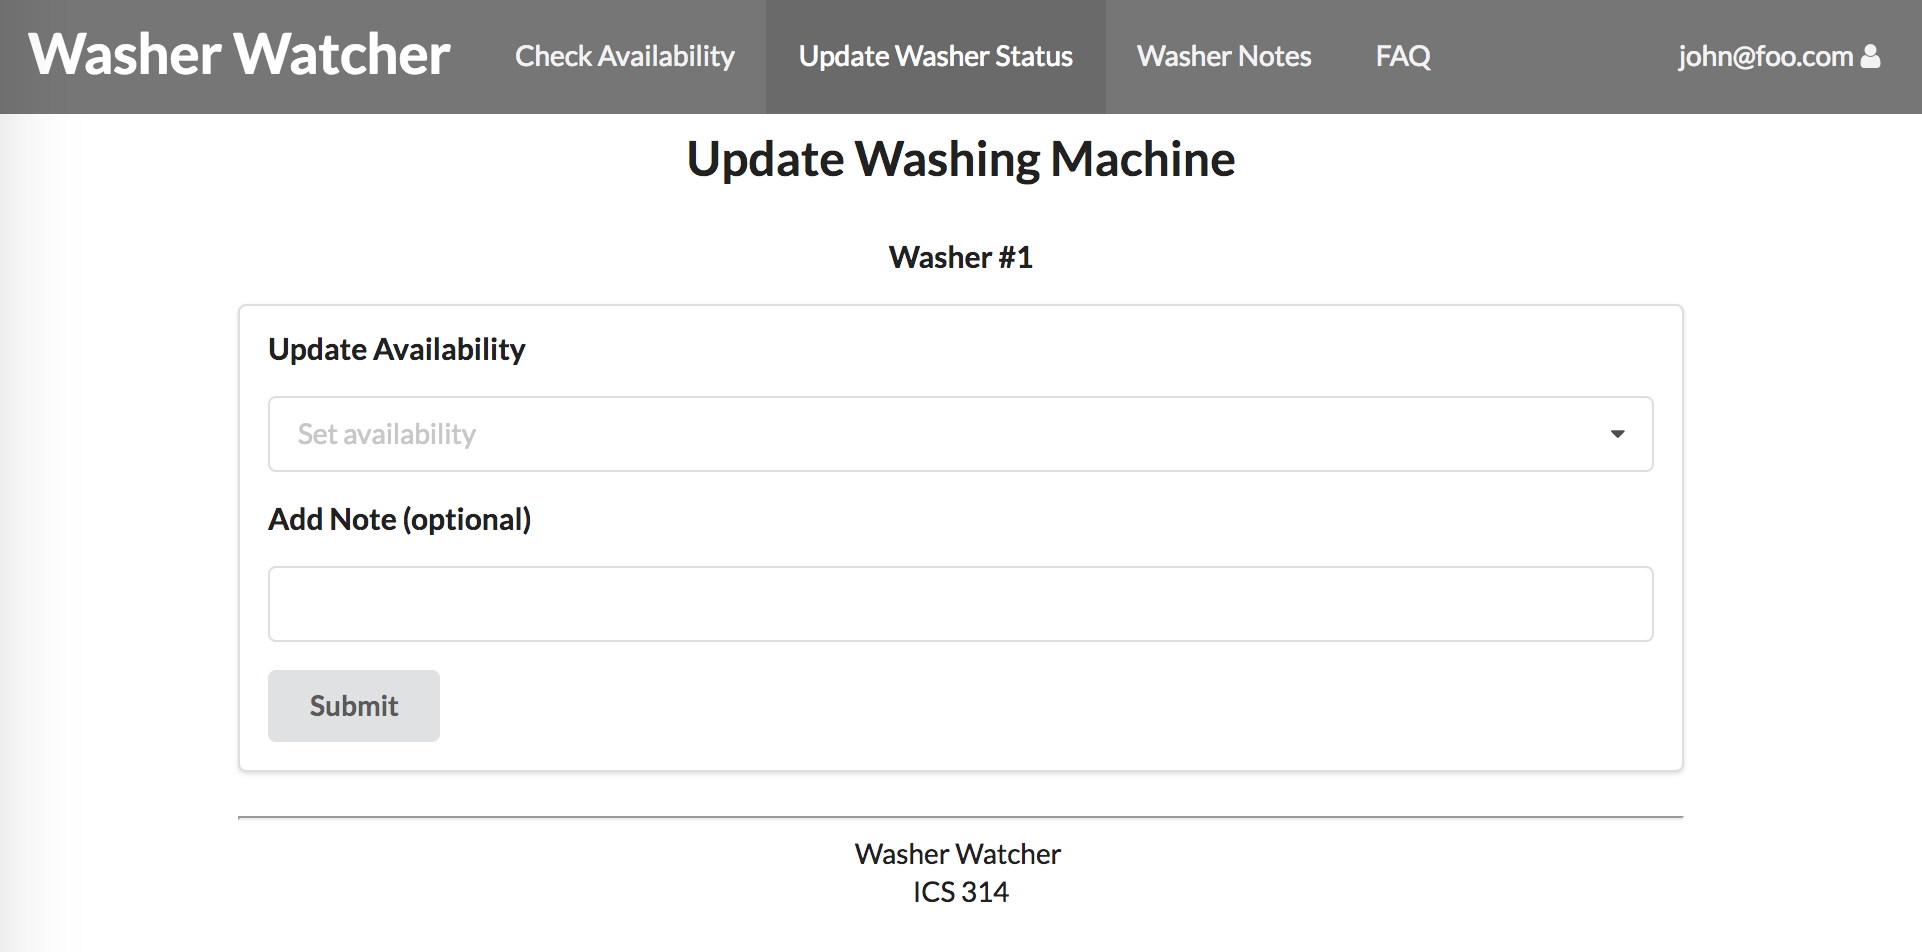 Washer Watcher Check Availability Update Washer Status Washer Notes FAQ john@foo.com
Update Washing Machine
Washer #1
Update Availability
Set availability
Add Note (optional)
Submit
Washer Watcher
ICS 314